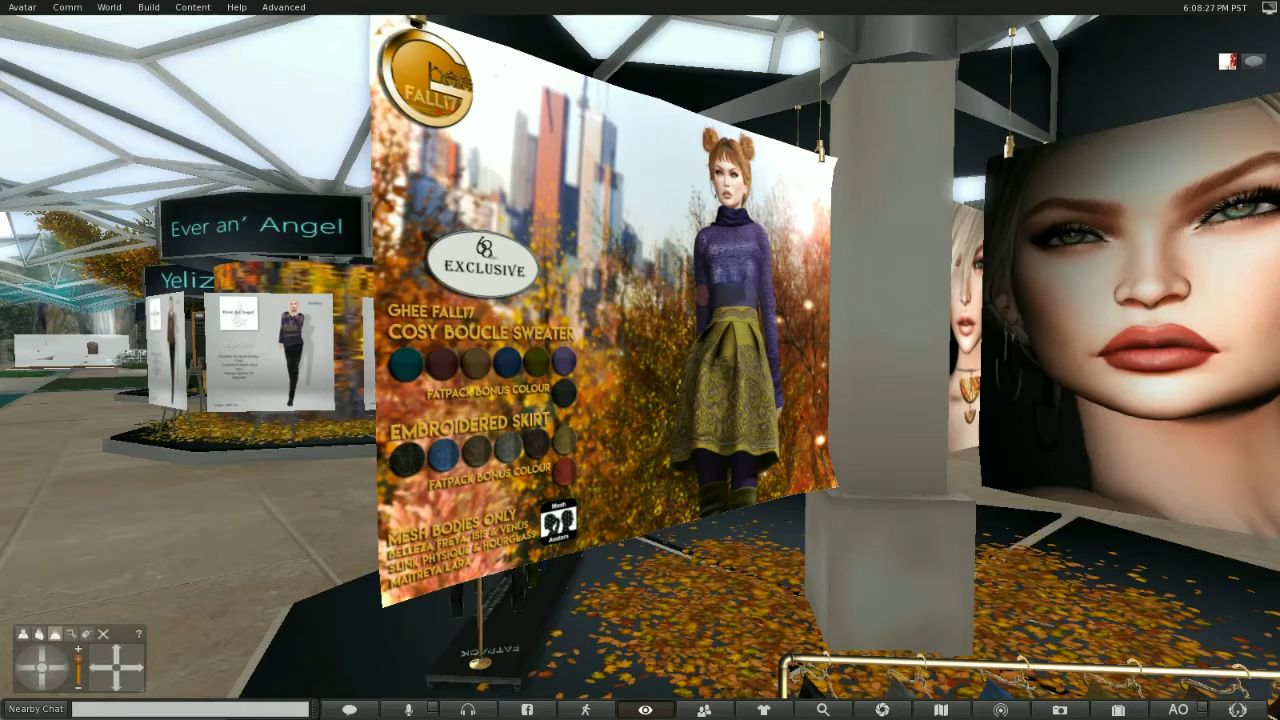 Avatar Comm World Build Content Help Advanced
6:08:27 PM PST
FALL17
Ever an' Angel
Yeliz
68
EXCLUSIVE
GHEE FALL17
COSY BOUCLE SWEATER
FATPACK BONUS COLOUR
EMBROIDERED SKIRT
FATPACK BONUS COLOUR
MESH BODIES ONLY
BELLEZA FREYA, ISIS & VENUS
SLINK PHYSIQUE & HOURGLASS
MAITREYA LARA
Mesh
Avatars
FATPACK
?
Nearby Chat
AO